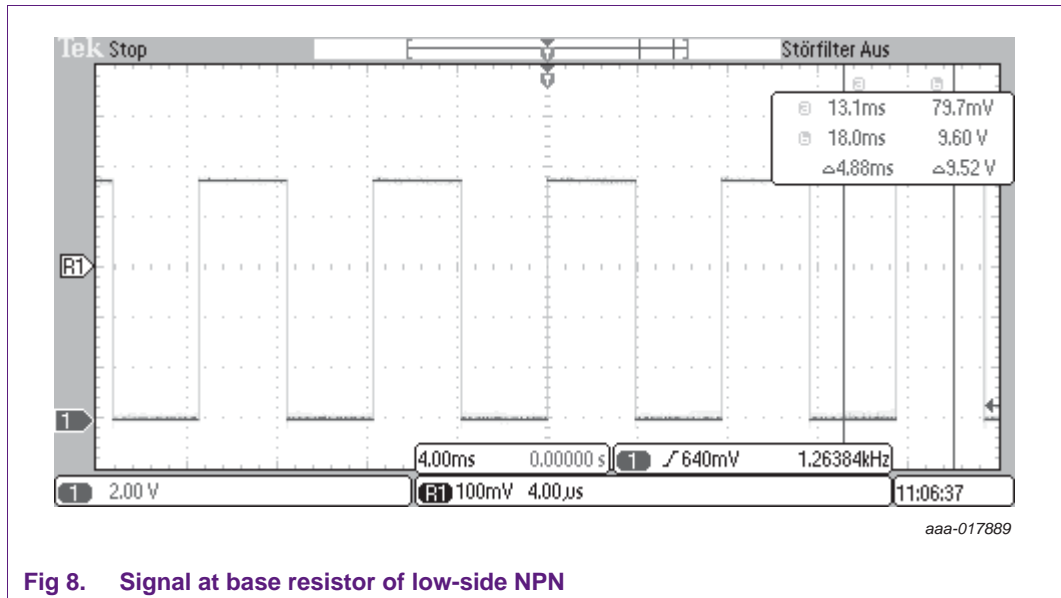 Tek Stop
Störfilter Aus
13.1ms 79.7mV
18.0ms 9.60 V
△4.88ms △9.52 V
R1
1
4.00ms 0.00000 s 1 640mV 1.26384kHz
1 2.00 V R1 100mV 4.00µs 11:06:37
aaa-017889
Fig 8. Signal at base resistor of low-side NPN